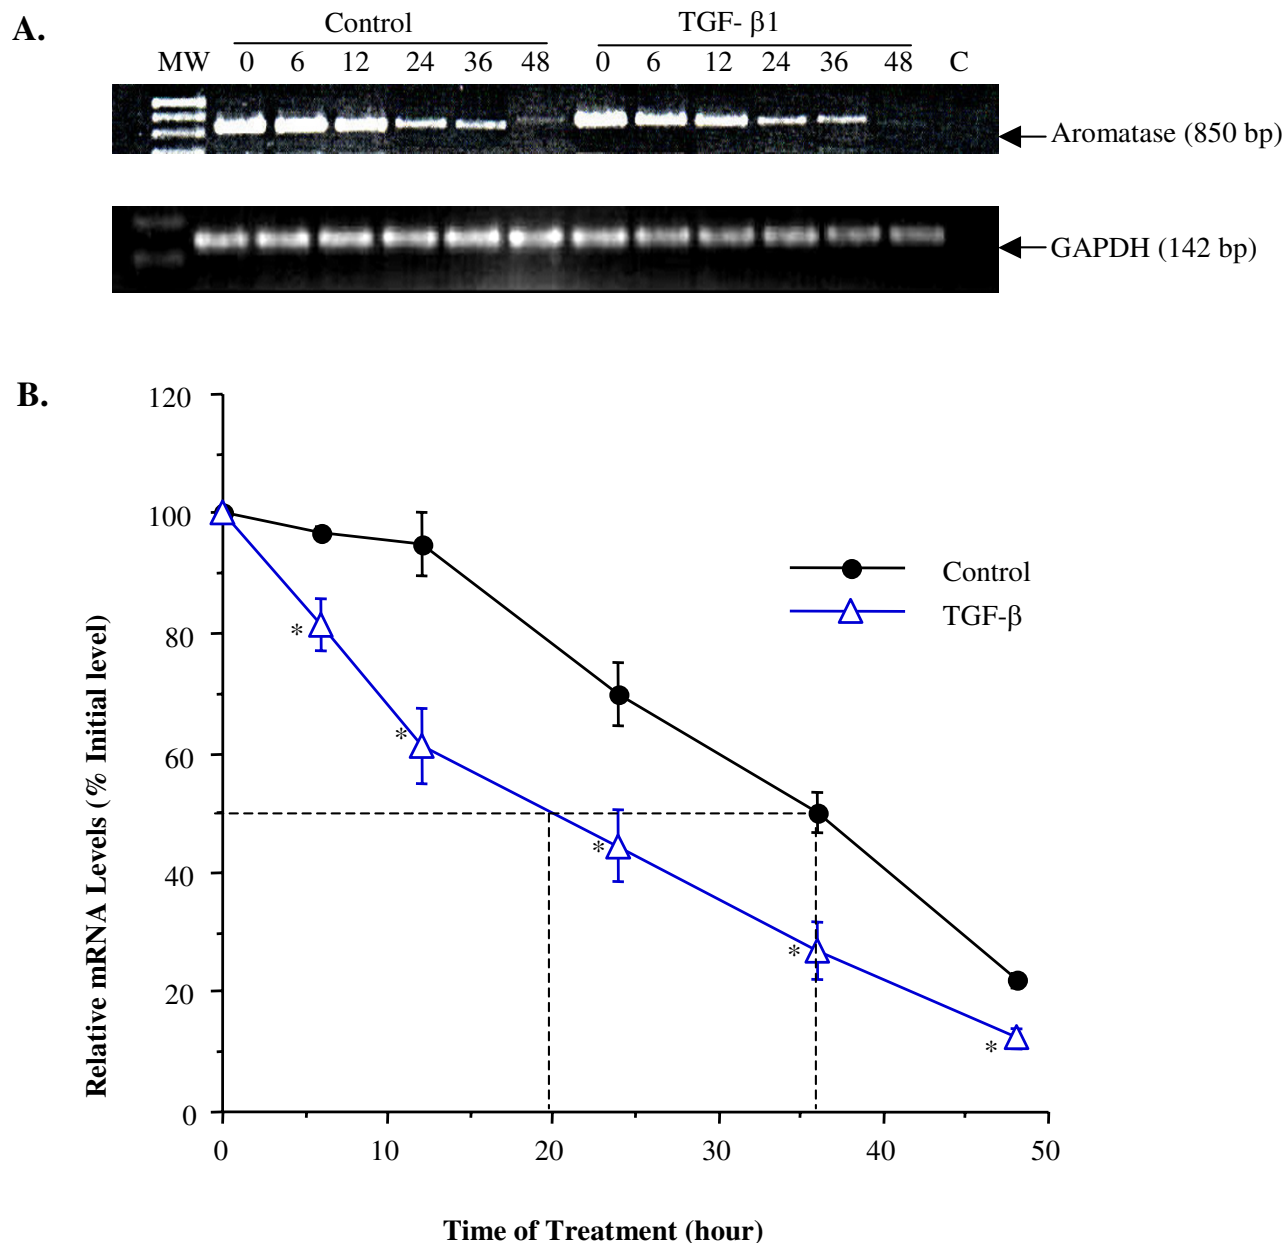 A.
Control TGF- β1
MW 0 6 12 24 36 48 0 6 12 24 36 48 C
Aromatase (850 bp)
GAPDH (142 bp)
B.
120
100
80
60
40
20
0
Relative mRNA Levels (% Initial level)
* * * * * *
Control
TGF-β
0 10 20 30 40 50
Time of Treatment (hour)